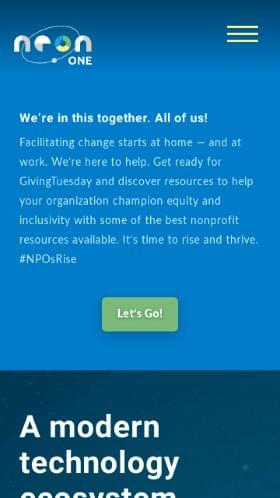 neon
ONE
We're in this together. All of us!
Facilitating change starts at home — and at
work. We're here to help. Get ready for
GivingTuesday and discover resources to help
your organization champion equity and
inclusivity with some of the best nonprofit
resources available. It's time to rise and thrive.
#NPOsRise
Let's Go!
A modern
technology
ecosystem